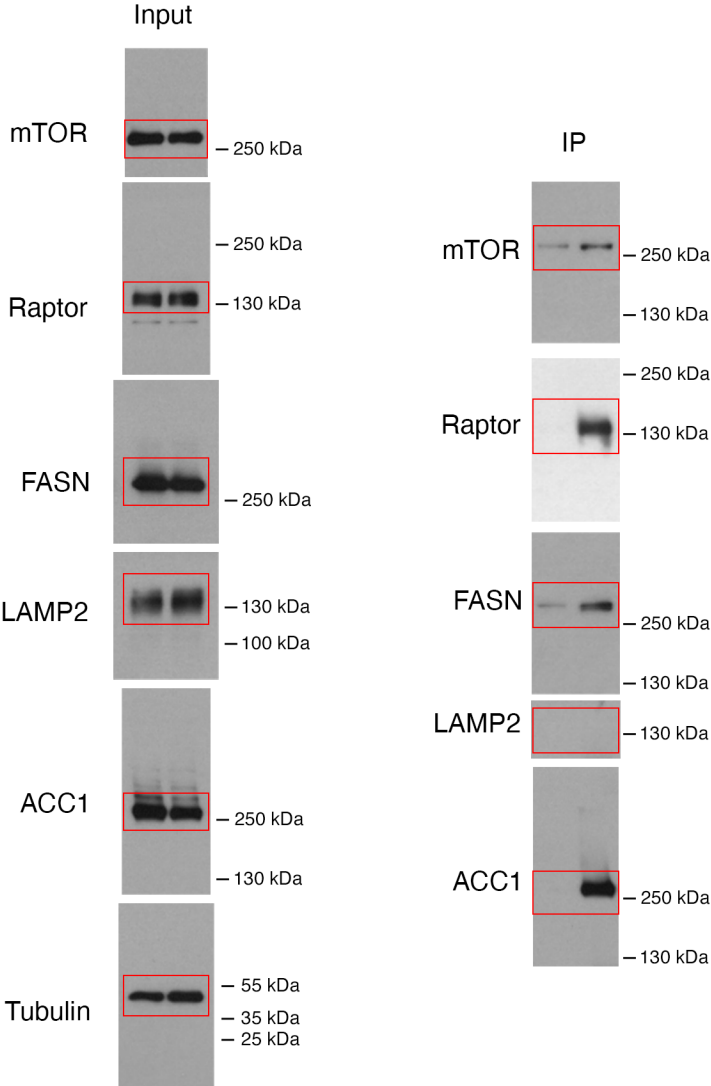 Input
mTOR
– 250 kDa
– 250 kDa
Raptor
– 130 kDa
FASN
– 250 kDa
LAMP2
– 130 kDa
– 100 kDa
ACC1
– 250 kDa
– 130 kDa
Tubulin
– 55 kDa
– 35 kDa
– 25 kDa
IP
mTOR
– 250 kDa
– 130 kDa
– 250 kDa
Raptor
– 130 kDa
FASN
– 250 kDa
– 130 kDa
LAMP2
– 130 kDa
ACC1
– 250 kDa
– 130 kDa